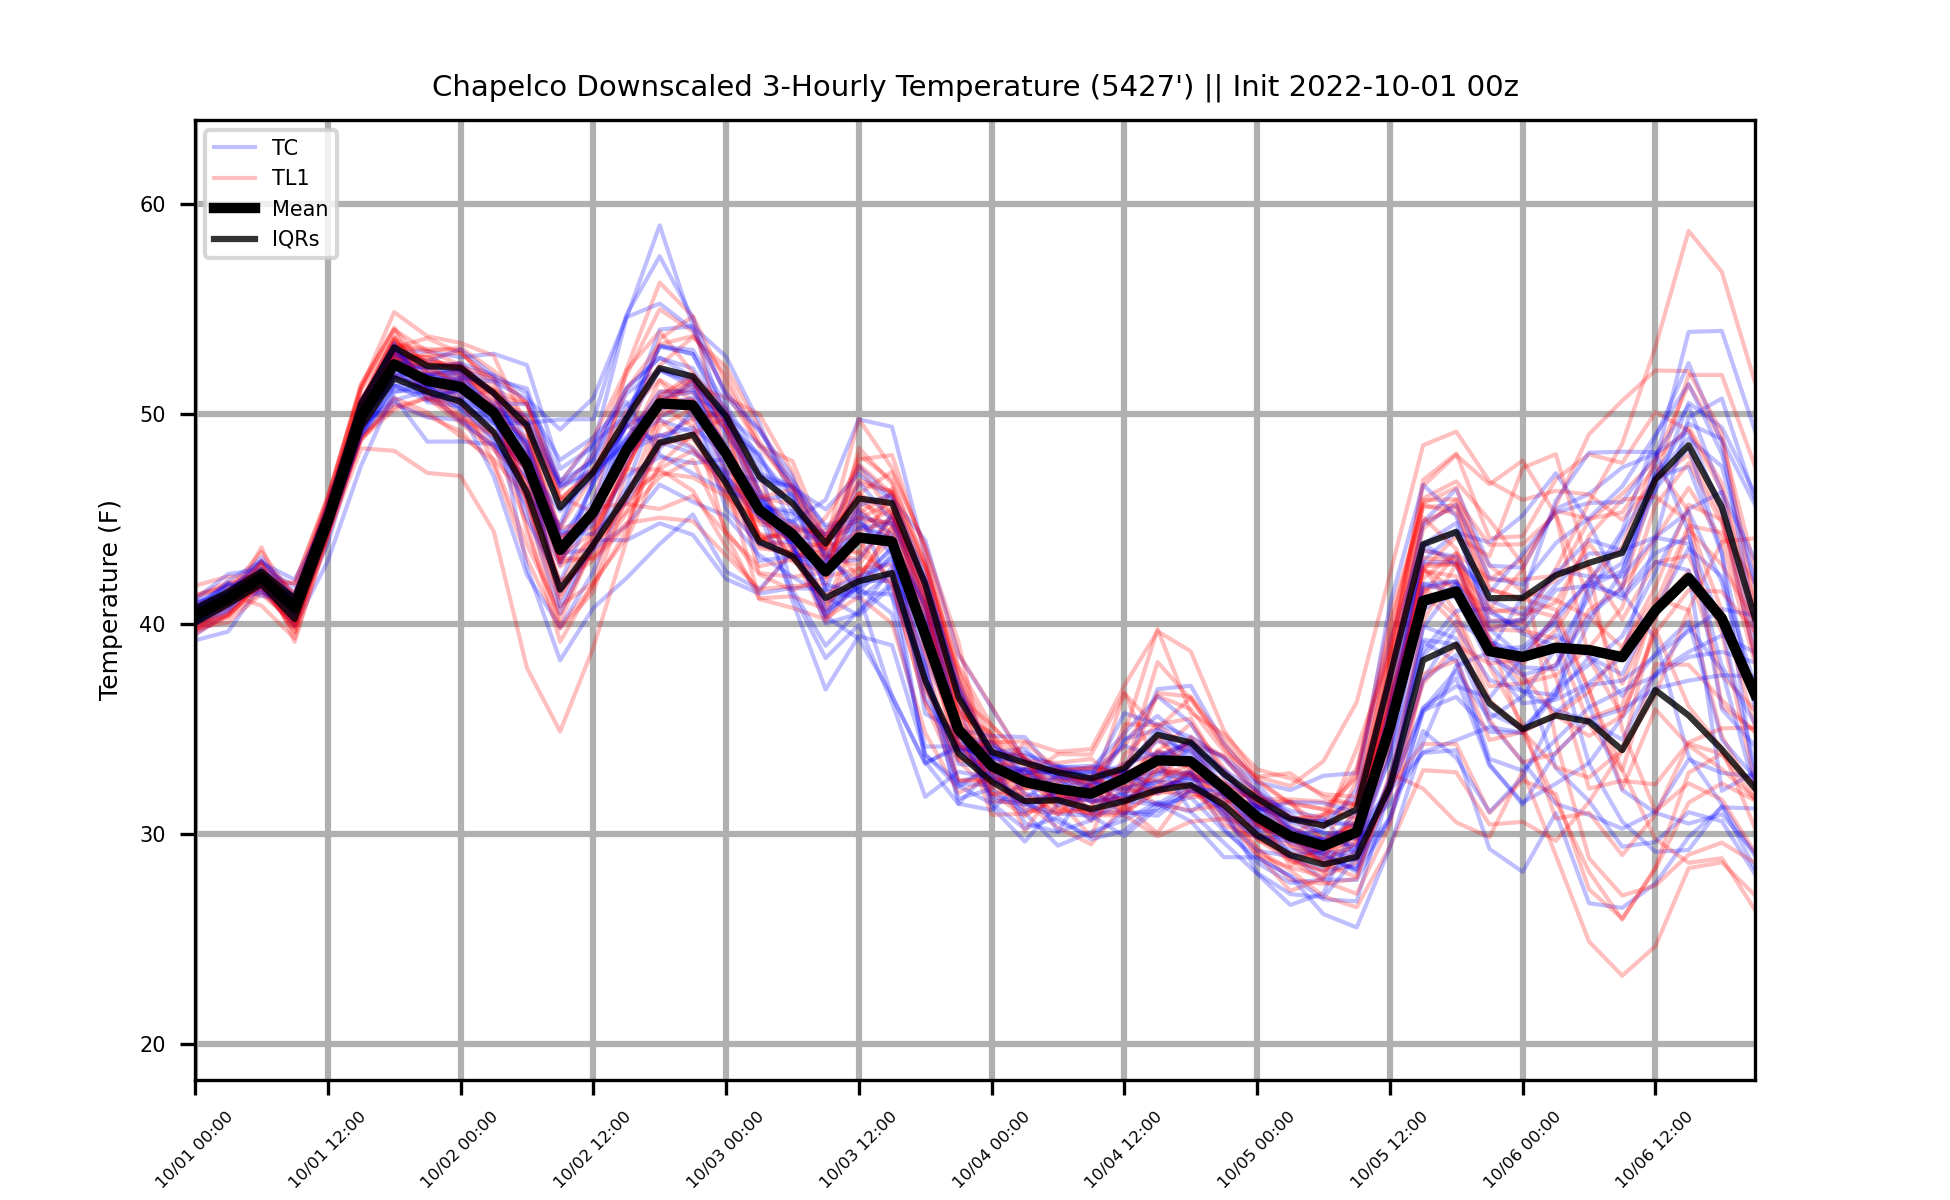 Chapelco Downscaled 3-Hourly Temperature (5427') || Init 2022-10-01 00z
TC
TL1
Mean
IQRs
Temperature (F)
60
50
40
30
20
10/01 00:00
10/01 12:00
10/02 00:00
10/02 12:00
10/03 00:00
10/03 12:00
10/04 00:00
10/04 12:00
10/05 00:00
10/05 12:00
10/06 00:00
10/06 12:00